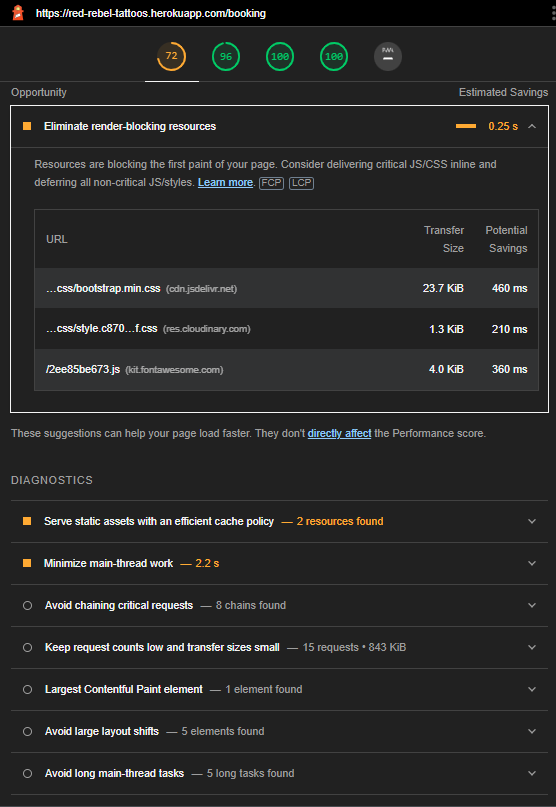 https://red-rebel-tattoos.herokuapp.com/booking
72 96 100 100 PWA
Opportunity Estimated Savings
Eliminate render-blocking resources 0.25 s
Resources are blocking the first paint of your page. Consider delivering critical JS/CSS inline and
deferring all non-critical JS/styles. Learn more. FCP LCP
URL Transfer Size Potential Savings
…css/bootstrap.min.css (cdn.jsdelivr.net) 23.7 KiB 460 ms
…css/style.c870…f.css (res.cloudinary.com) 1.3 KiB 210 ms
/2ee85be673.js (kit.fontawesome.com) 4.0 KiB 360 ms
These suggestions can help your page load faster. They don't directly affect the Performance score.
DIAGNOSTICS
Serve static assets with an efficient cache policy — 2 resources found
Minimize main-thread work — 2.2 s
Avoid chaining critical requests — 8 chains found
Keep request counts low and transfer sizes small — 15 requests • 843 KiB
Largest Contentful Paint element — 1 element found
Avoid large layout shifts — 5 elements found
Avoid long main-thread tasks — 5 long tasks found